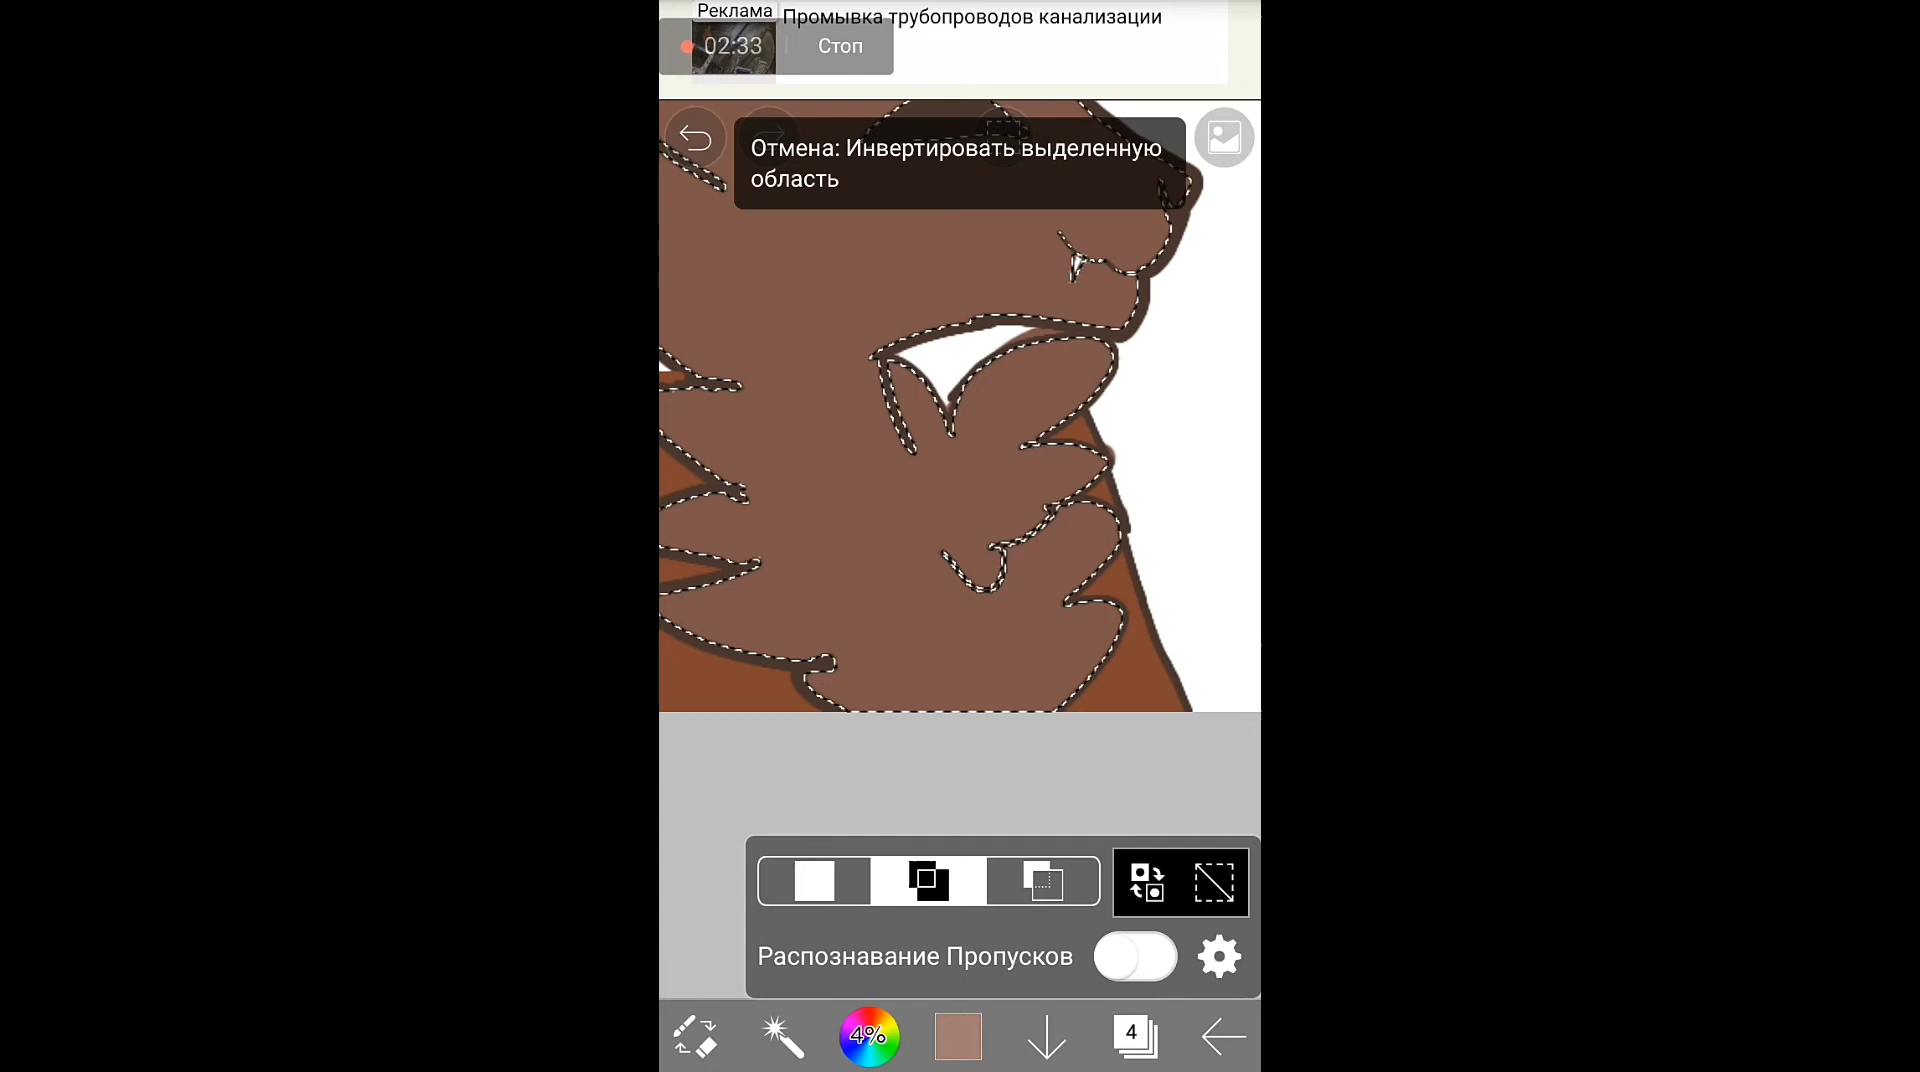 Реклама
Промывка трубопроводов канализации
02:33
Стоп
Отмена: Инвертировать выделенную
область
Распознавание Пропусков
4%
4